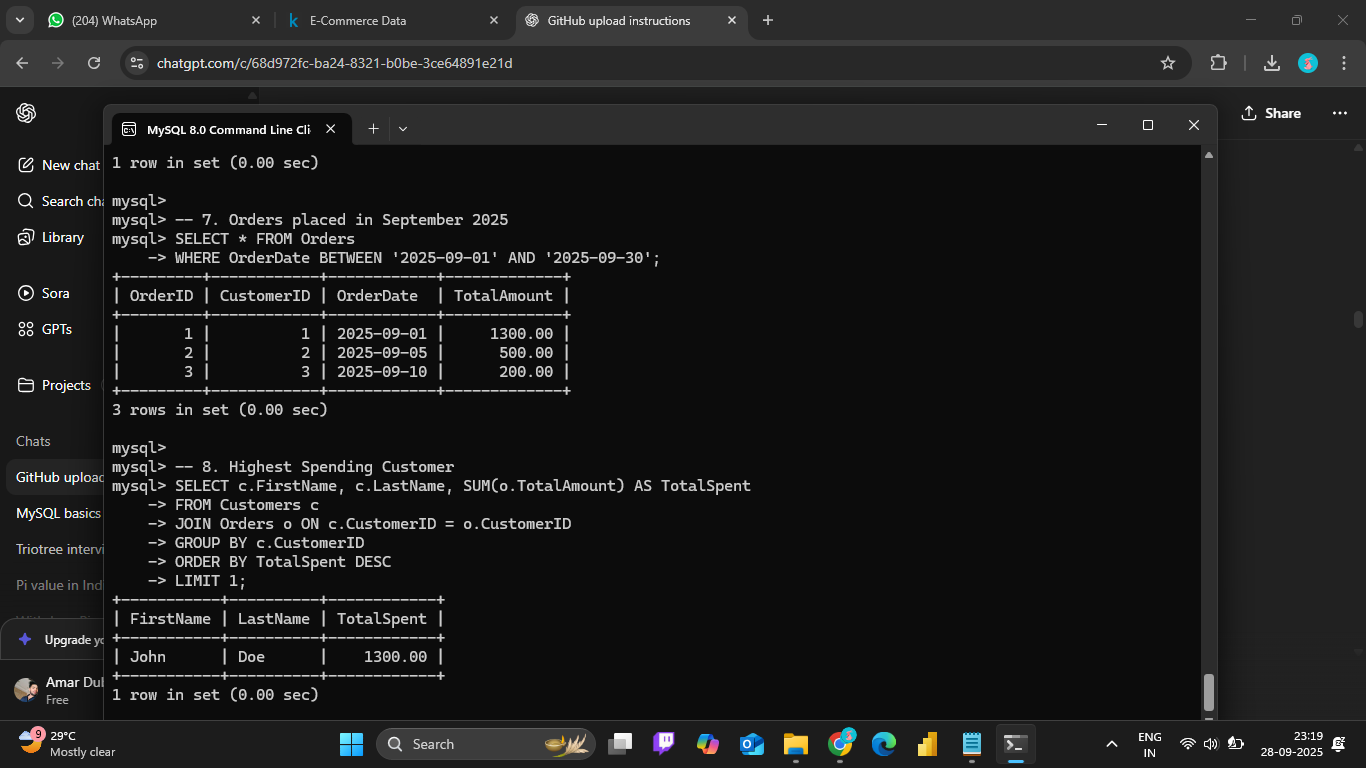 (204) WhatsApp
E-Commerce Data
GitHub upload instructions
chatgpt.com/c/68d972fc-ba24-8321-b0be-3ce64891e21d
Share
New chat
Search cha
Library
Sora
GPTs
Projects
Chats
GitHub upload
MySQL basics
Triotree intervi
Pi value in Indi
Upgrade yo
Amar Dub
Free
MySQL 8.0 Command Line Cli
1 row in set (0.00 sec)
mysql>
mysql> -- 7. Orders placed in September 2025
mysql> SELECT * FROM Orders
    -> WHERE OrderDate BETWEEN '2025-09-01' AND '2025-09-30';
+---------+------------+------------+-------------+
| OrderID | CustomerID | OrderDate  | TotalAmount |
+---------+------------+------------+-------------+
|       1 |          1 | 2025-09-01 |     1300.00 |
|       2 |          2 | 2025-09-05 |      500.00 |
|       3 |          3 | 2025-09-10 |      200.00 |
+---------+------------+------------+-------------+
3 rows in set (0.00 sec)
mysql>
mysql> -- 8. Highest Spending Customer
mysql> SELECT c.FirstName, c.LastName, SUM(o.TotalAmount) AS TotalSpent
    -> FROM Customers c
    -> JOIN Orders o ON c.CustomerID = o.CustomerID
    -> GROUP BY c.CustomerID
    -> ORDER BY TotalSpent DESC
    -> LIMIT 1;
+-----------+----------+------------+
| FirstName | LastName | TotalSpent |
+-----------+----------+------------+
| John      | Doe      |    1300.00 |
+-----------+----------+------------+
1 row in set (0.00 sec)
9
29°C
Mostly clear
Search
ENG
IN
23:19
28-09-2025